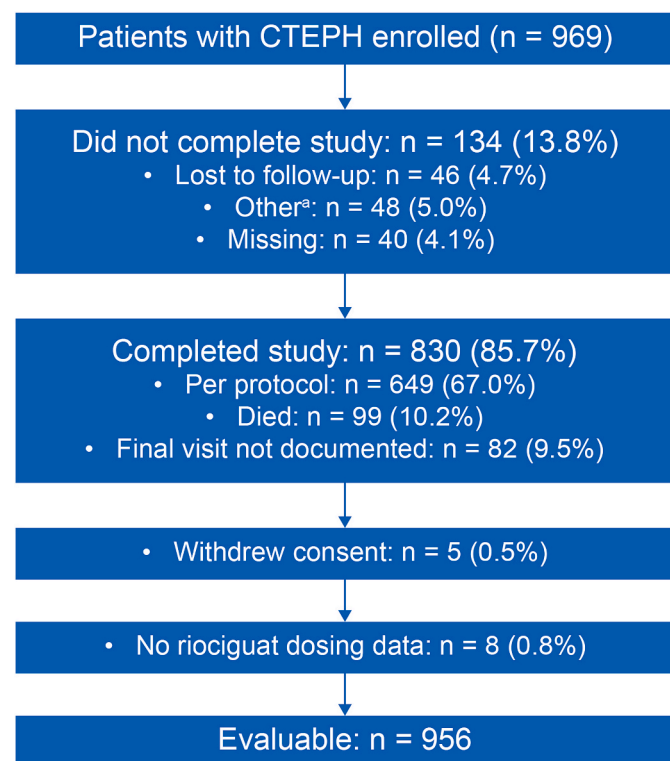 Patients with CTEPH enrolled (n = 969)
Did not complete study: n = 134 (13.8%)
• Lost to follow-up: n = 46 (4.7%)
• Otherᵃ: n = 48 (5.0%)
• Missing: n = 40 (4.1%)
Completed study: n = 830 (85.7%)
• Per protocol: n = 649 (67.0%)
• Died: n = 99 (10.2%)
• Final visit not documented: n = 82 (9.5%)
• Withdrew consent: n = 5 (0.5%)
• No riociguat dosing data: n = 8 (0.8%)
Evaluable: n = 956